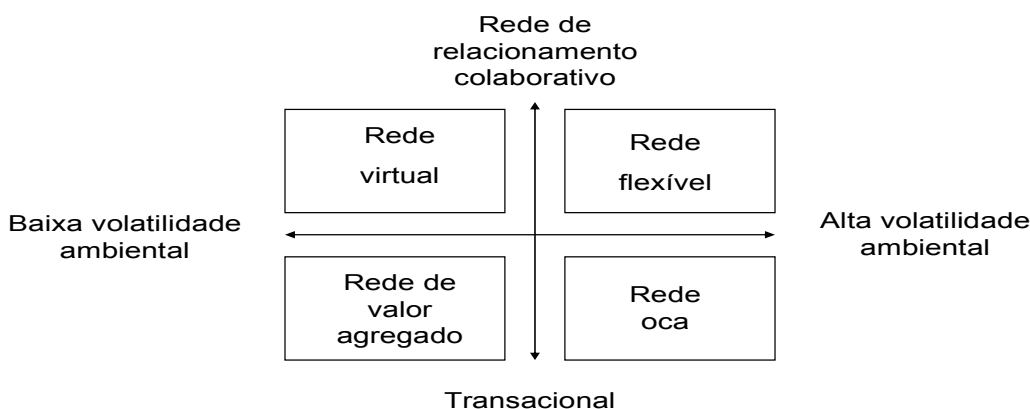 Rede de
relacionamento
colaborativo
Rede
virtual
Rede
flexível
Baixa volatilidade
ambiental
Alta volatilidade
ambiental
Rede de
valor
agregado
Rede
oca
Transacional